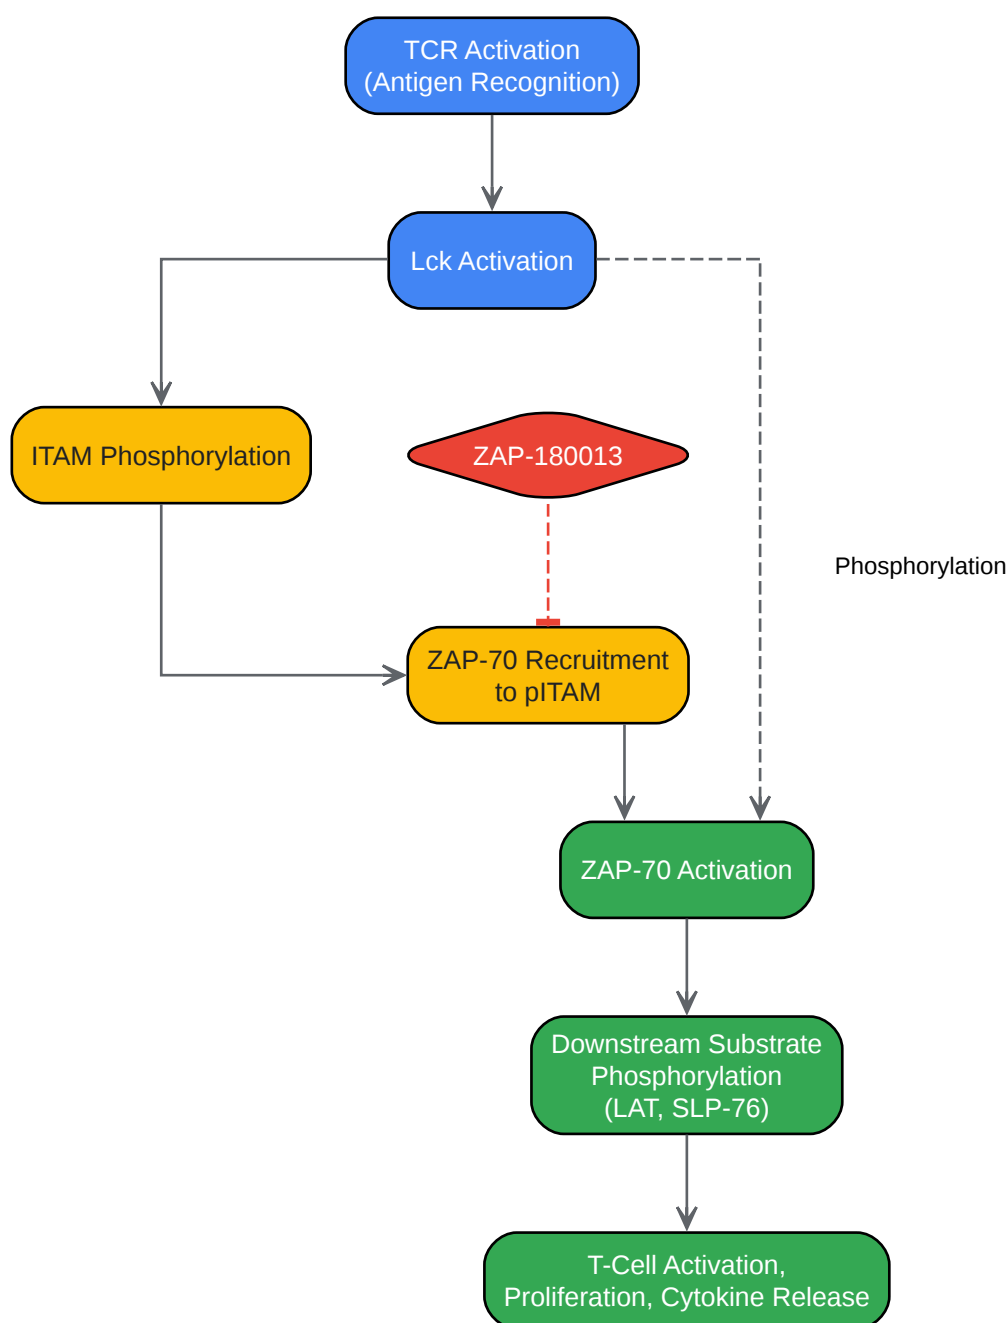 TCR Activation
(Antigen Recognition)
Lck Activation
ITAM Phosphorylation
ZAP-180013
Phosphorylation
ZAP-70 Recruitment
to pITAM
ZAP-70 Activation
Downstream Substrate
Phosphorylation
(LAT, SLP-76)
T-Cell Activation,
Proliferation, Cytokine Release